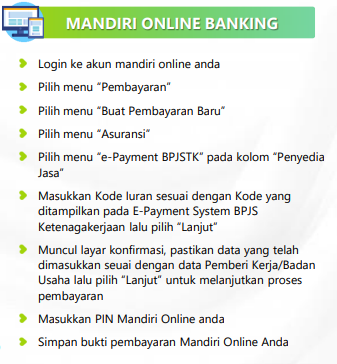 MANDIRI ONLINE BANKING
Login ke akun mandiri online anda
Pilih menu “Pembayaran”
Pilih menu “Buat Pembayaran Baru”
Pilih menu “Asuransi”
Pilih menu “e-Payment BPJSTK” pada kolom “Penyedia
Jasa”
Masukkan Kode Iuran sesuai dengan Kode yang
ditampilkan pada E-Payment System BPJS
Ketenagakerjaan lalu pilih “Lanjut”
Muncul layar konfirmasi, pastikan data yang telah
dimasukkan seuai dengan data Pemberi Kerja/Badan
Usaha lalu pilih “Lanjut” untuk melanjutkan proses
pembayaran
Masukkan PIN Mandiri Online anda
Simpan bukti pembayaran Mandiri Online Anda